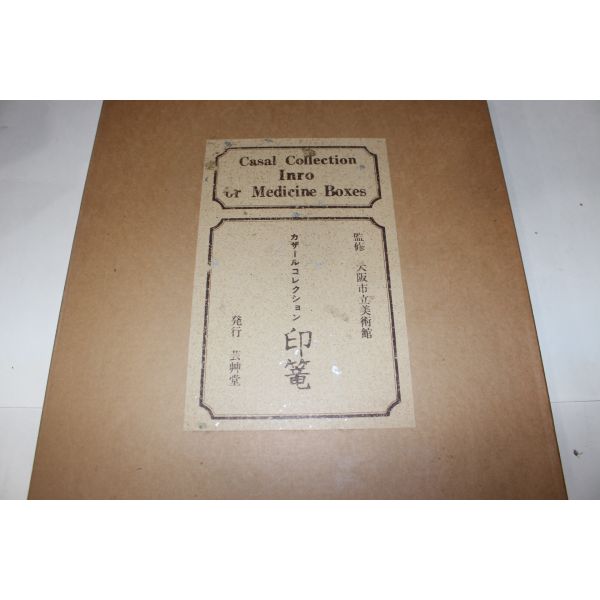 Casal Collection
Inro
or Medicine Boxes
監修 大阪市立美術館
カザールコレクション 印篭
発行 芸艸堂